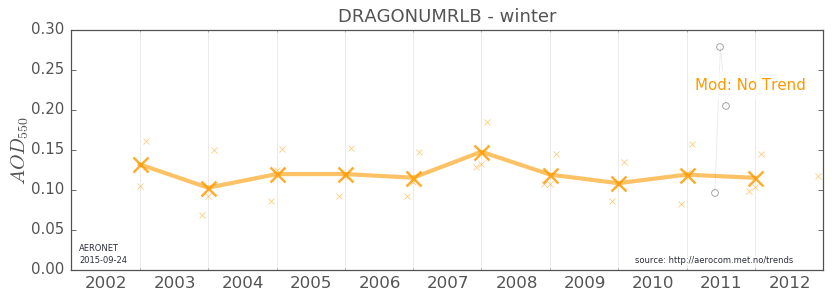 DRAGONUMRLB - winter
0.30
0.25
0.20
0.15
0.10
0.05
0.00
AOD550
Mod: No Trend
AERONET
2015-09-24
source: http://aerocom.met.no/trends
2002 2003 2004 2005 2006 2007 2008 2009 2010 2011 2012